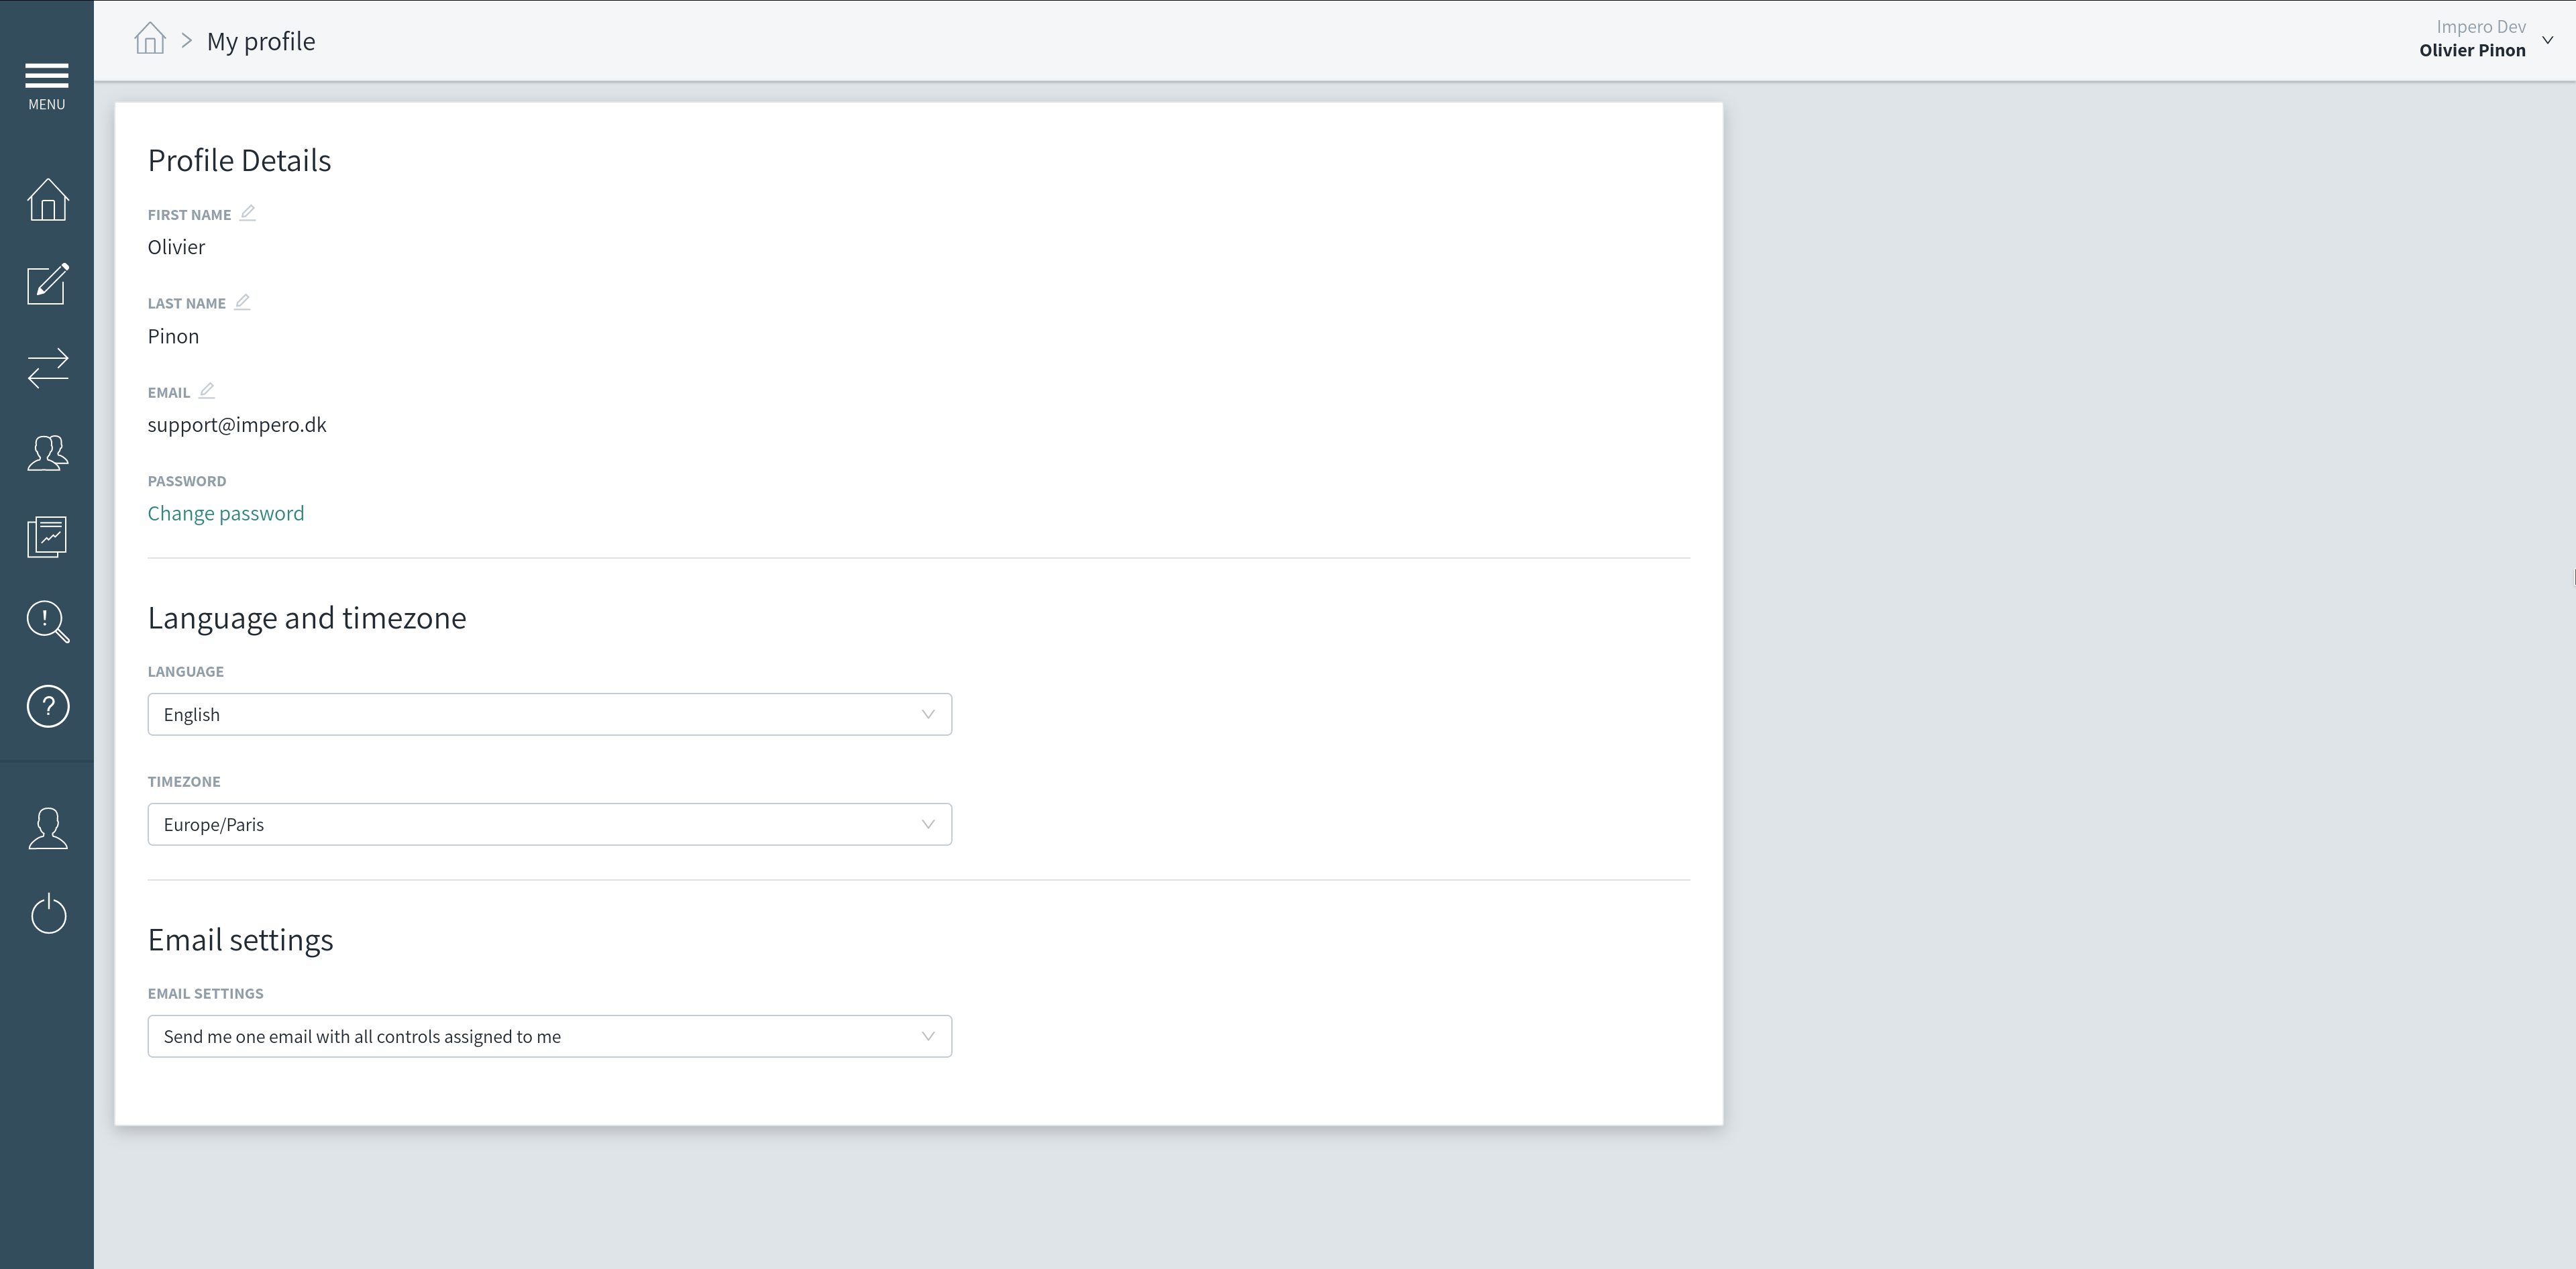 MENU
My profile
Impero Dev
Olivier Pinon
Profile Details
FIRST NAME
Olivier
LAST NAME
Pinon
EMAIL
support@impero.dk
PASSWORD
Change password
Language and timezone
LANGUAGE
English
TIMEZONE
Europe/Paris
Email settings
EMAIL SETTINGS
Send me one email with all controls assigned to me